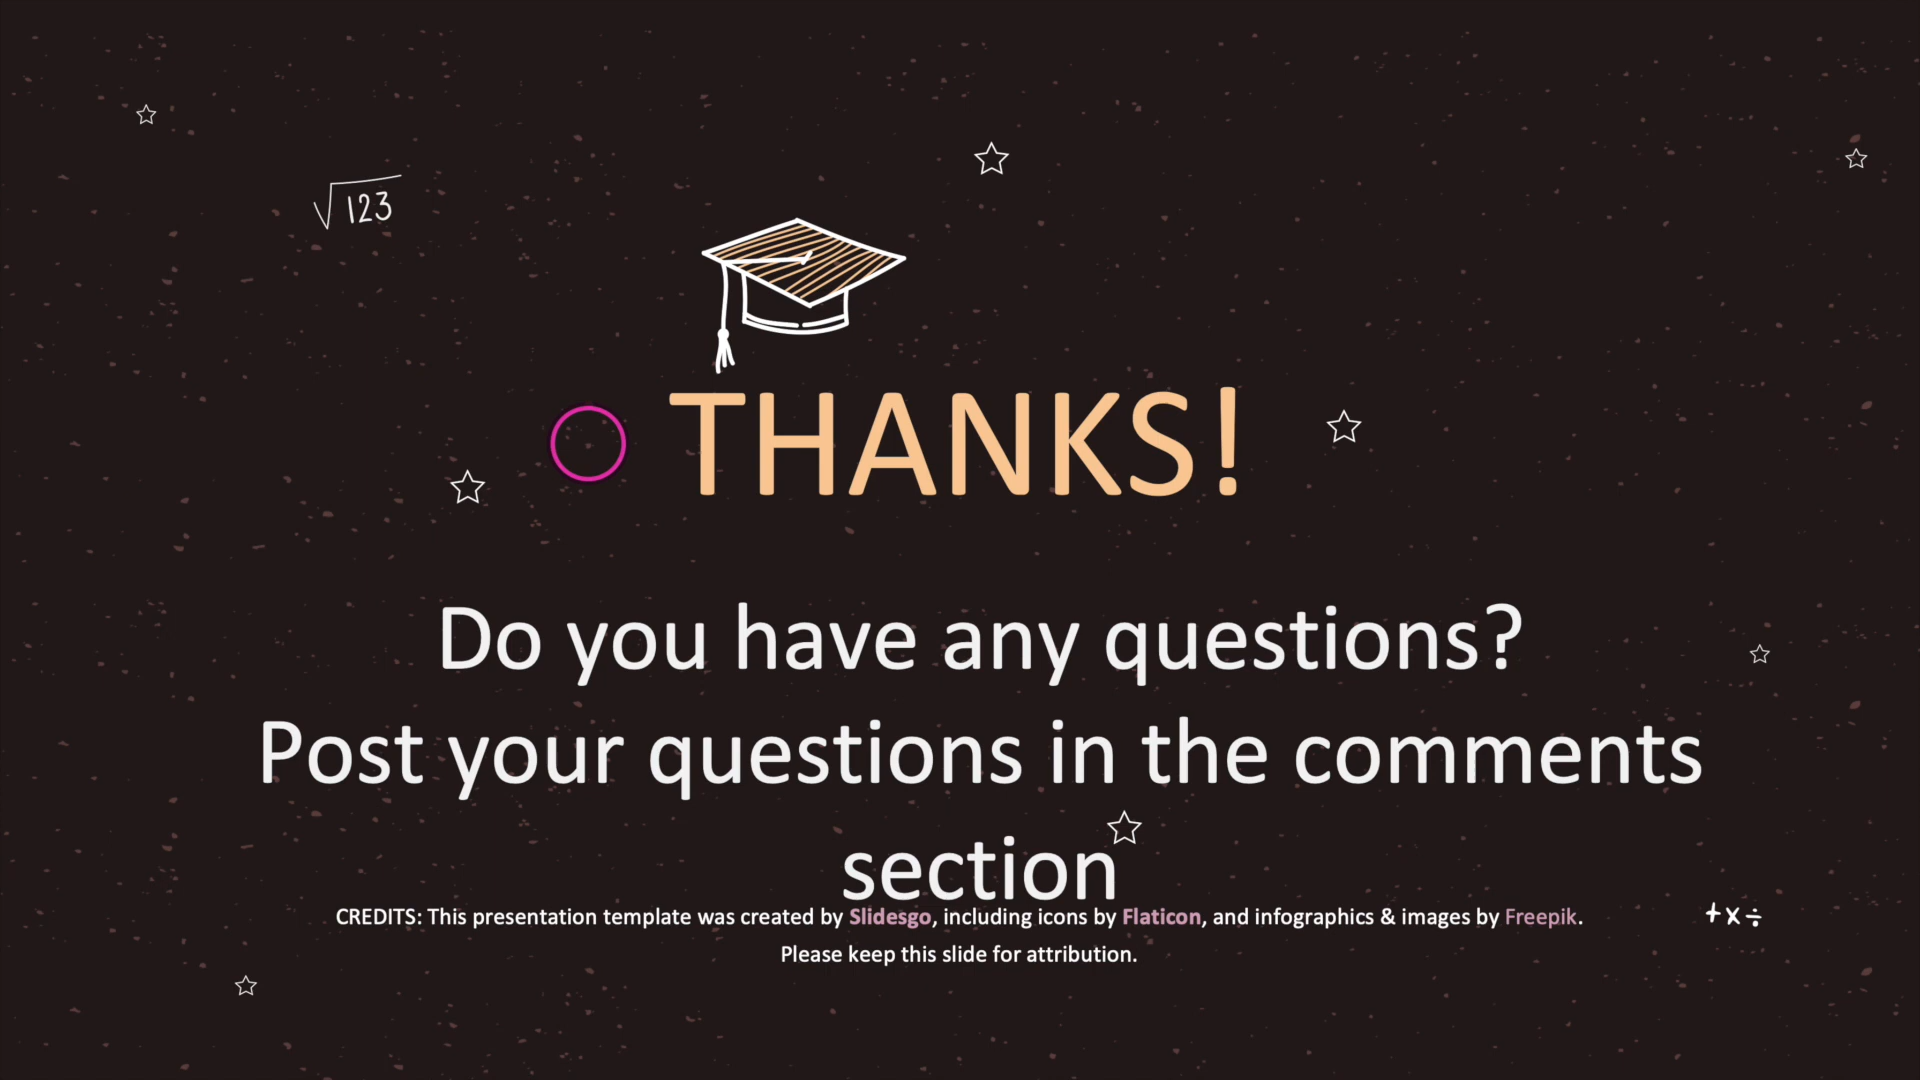 √123
THANKS!
Do you have any questions?
Post your questions in the comments
section
CREDITS: This presentation template was created by Slidesgo, including icons by Flaticon, and infographics & images by Freepik.
+×÷
Please keep this slide for attribution.